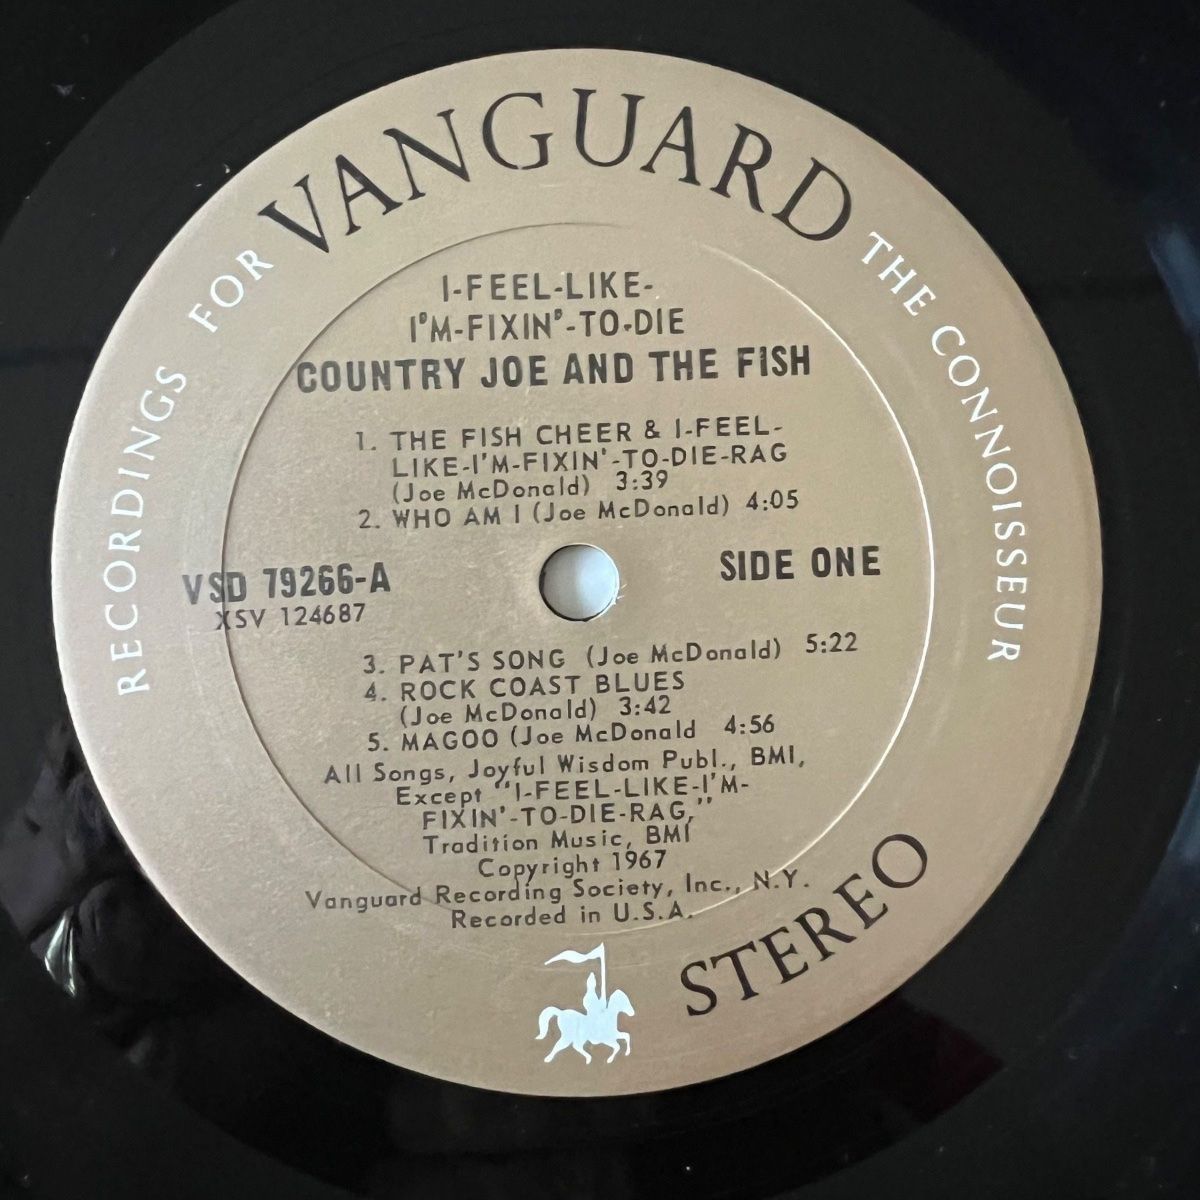 RECORDINGS FOR VANGUARD THE CONNOISSEUR
I-FEEL-LIKE-
I'M-FIXIN'-TO-DIE
COUNTRY JOE AND THE FISH
1. THE FISH CHEER & I-FEEL-
LIKE-I'M-FIXIN'-TO-DIE-RAG
(Joe McDonald) 3:39
2. WHO AM I (Joe McDonald) 4:05
VSD 79266-A
XSV 124687
SIDE ONE
3. PAT'S SONG (Joe McDonald) 5:22
4. ROCK COAST BLUES
(Joe McDonald) 3:42
5. MAGOO (Joe McDonald 4:56
All Songs, Joyful Wisdom Publ., BMI,
Except "I-FEEL-LIKE-I'M-
FIXIN'-TO-DIE-RAG,"
Tradition Music, BMI
Copyright 1967
Vanguard Recording Society, Inc., N.Y.
Recorded in U.S.A.
STEREO